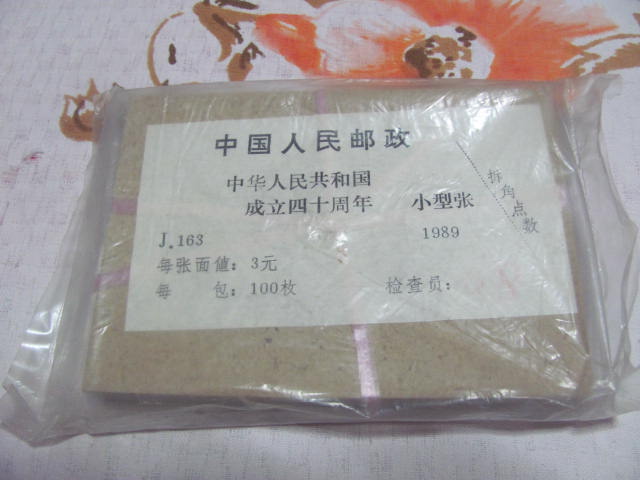 中国人民邮政
中华人民共和国
成立四十周年 小型张
J.163 1989
每张面值：3元
每 包：100枚 检查员：
拆角点数